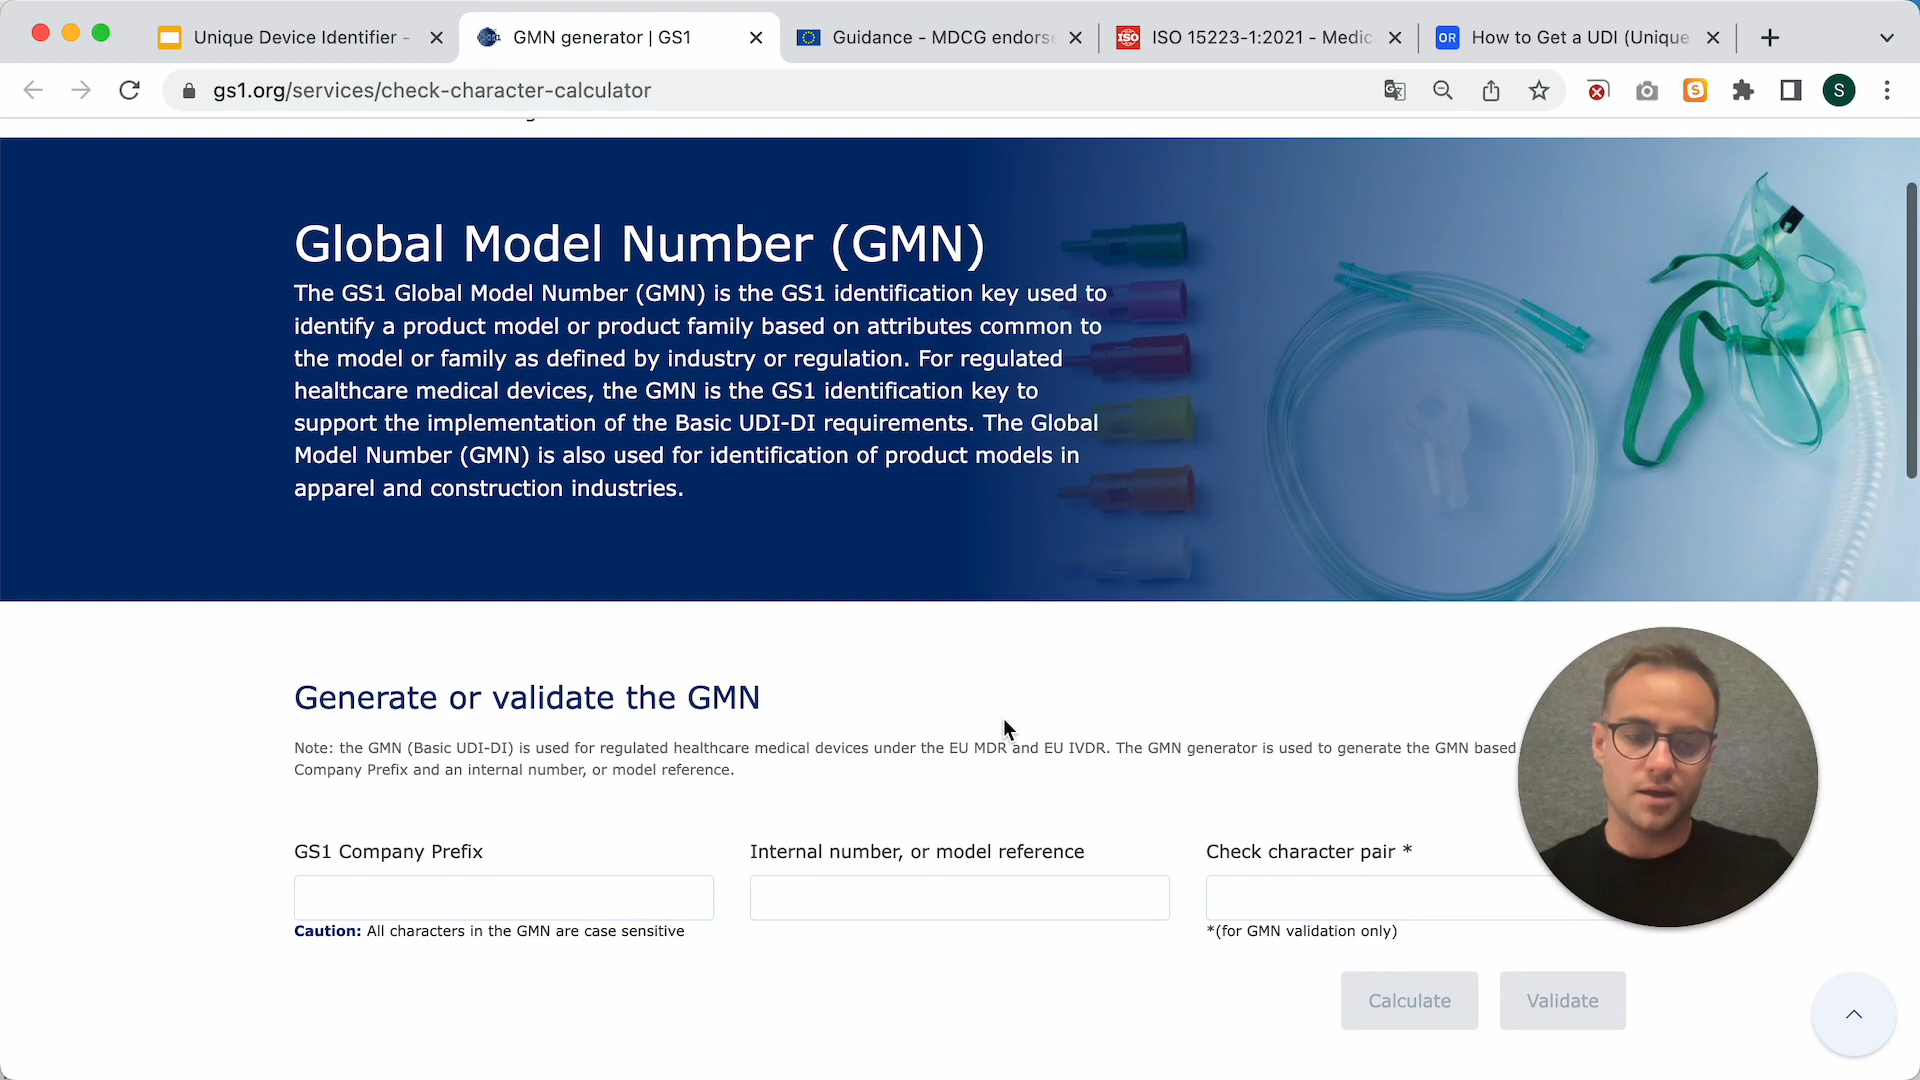 Unique Device Identifier -
GMN generator | GS1
Guidance - MDCG endorse
ISO
ISO 15223-1:2021 - Medic
OR
How to Get a UDI (Unique
gs1.org/services/check-character-calculator
S
S
Global Model Number (GMN)
The GS1 Global Model Number (GMN) is the GS1 identification key used to
identify a product model or product family based on attributes common to
the model or family as defined by industry or regulation. For regulated
healthcare medical devices, the GMN is the GS1 identification key to
support the implementation of the Basic UDI-DI requirements. The Global
Model Number (GMN) is also used for identification of product models in
apparel and construction industries.
Generate or validate the GMN
Note: the GMN (Basic UDI-DI) is used for regulated healthcare medical devices under the EU MDR and EU IVDR. The GMN generator is used to generate the GMN based
Company Prefix and an internal number, or model reference.
GS1 Company Prefix
Internal number, or model reference
Check character pair *
Caution: All characters in the GMN are case sensitive
*(for GMN validation only)
Calculate
Validate